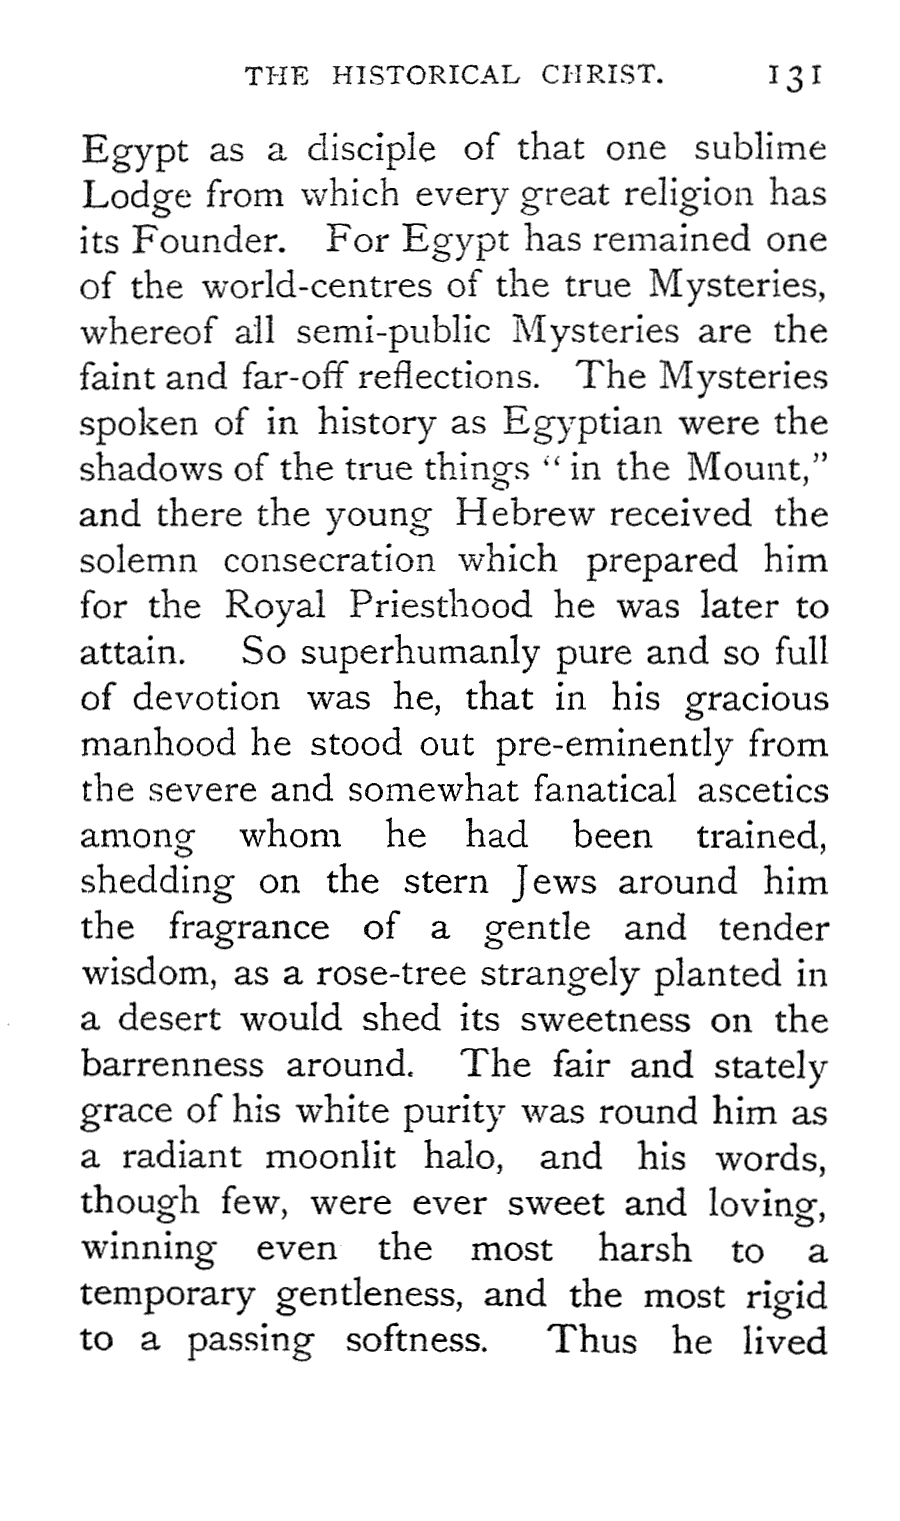 THE HISTORICAL CHRIST. 131
Egypt as a disciple of that one sublime
Lodge from which every great religion has
its Founder. For Egypt has remained one
of the world-centres of the true Mysteries,
whereof all semi-public Mysteries are the
faint and far-off reflections. The Mysteries
spoken of in history as Egyptian were the
shadows of the true things “in the Mount,”
and there the young Hebrew received the
solemn consecration which prepared him
for the Royal Priesthood he was later to
attain. So superhumanly pure and so full
of devotion was he, that in his gracious
manhood he stood out pre-eminently from
the severe and somewhat fanatical ascetics
among whom he had been trained,
shedding on the stern Jews around him
the fragrance of a gentle and tender
wisdom, as a rose-tree strangely planted in
a desert would shed its sweetness on the
barrenness around. The fair and stately
grace of his white purity was round him as
a radiant moonlit halo, and his words,
though few, were ever sweet and loving,
winning even the most harsh to a
temporary gentleness, and the most rigid
to a passing softness. Thus he lived